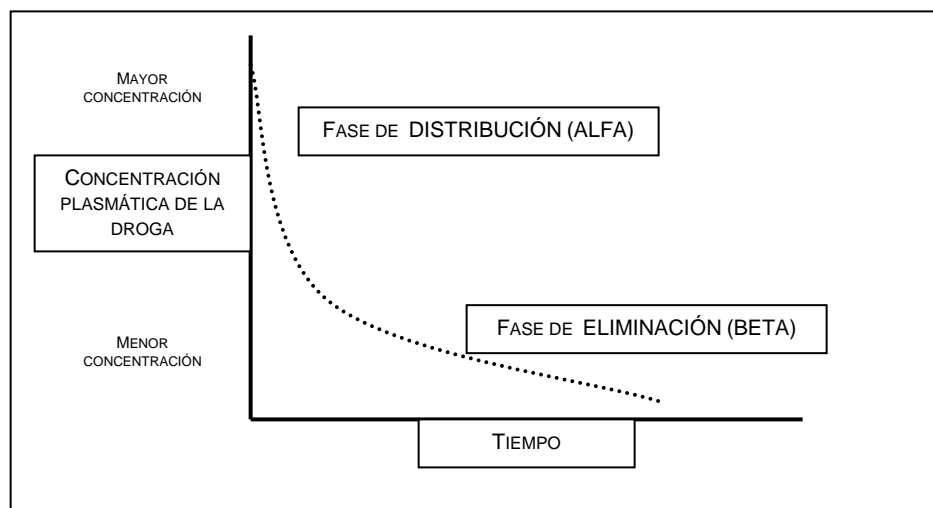 MAYOR
CONCENTRACIÓN
FASE DE DISTRIBUCIÓN (ALFA)
CONCENTRACIÓN
PLASMÁTICA DE LA
DROGA
FASE DE ELIMINACIÓN (BETA)
MENOR
CONCENTRACIÓN
TIEMPO